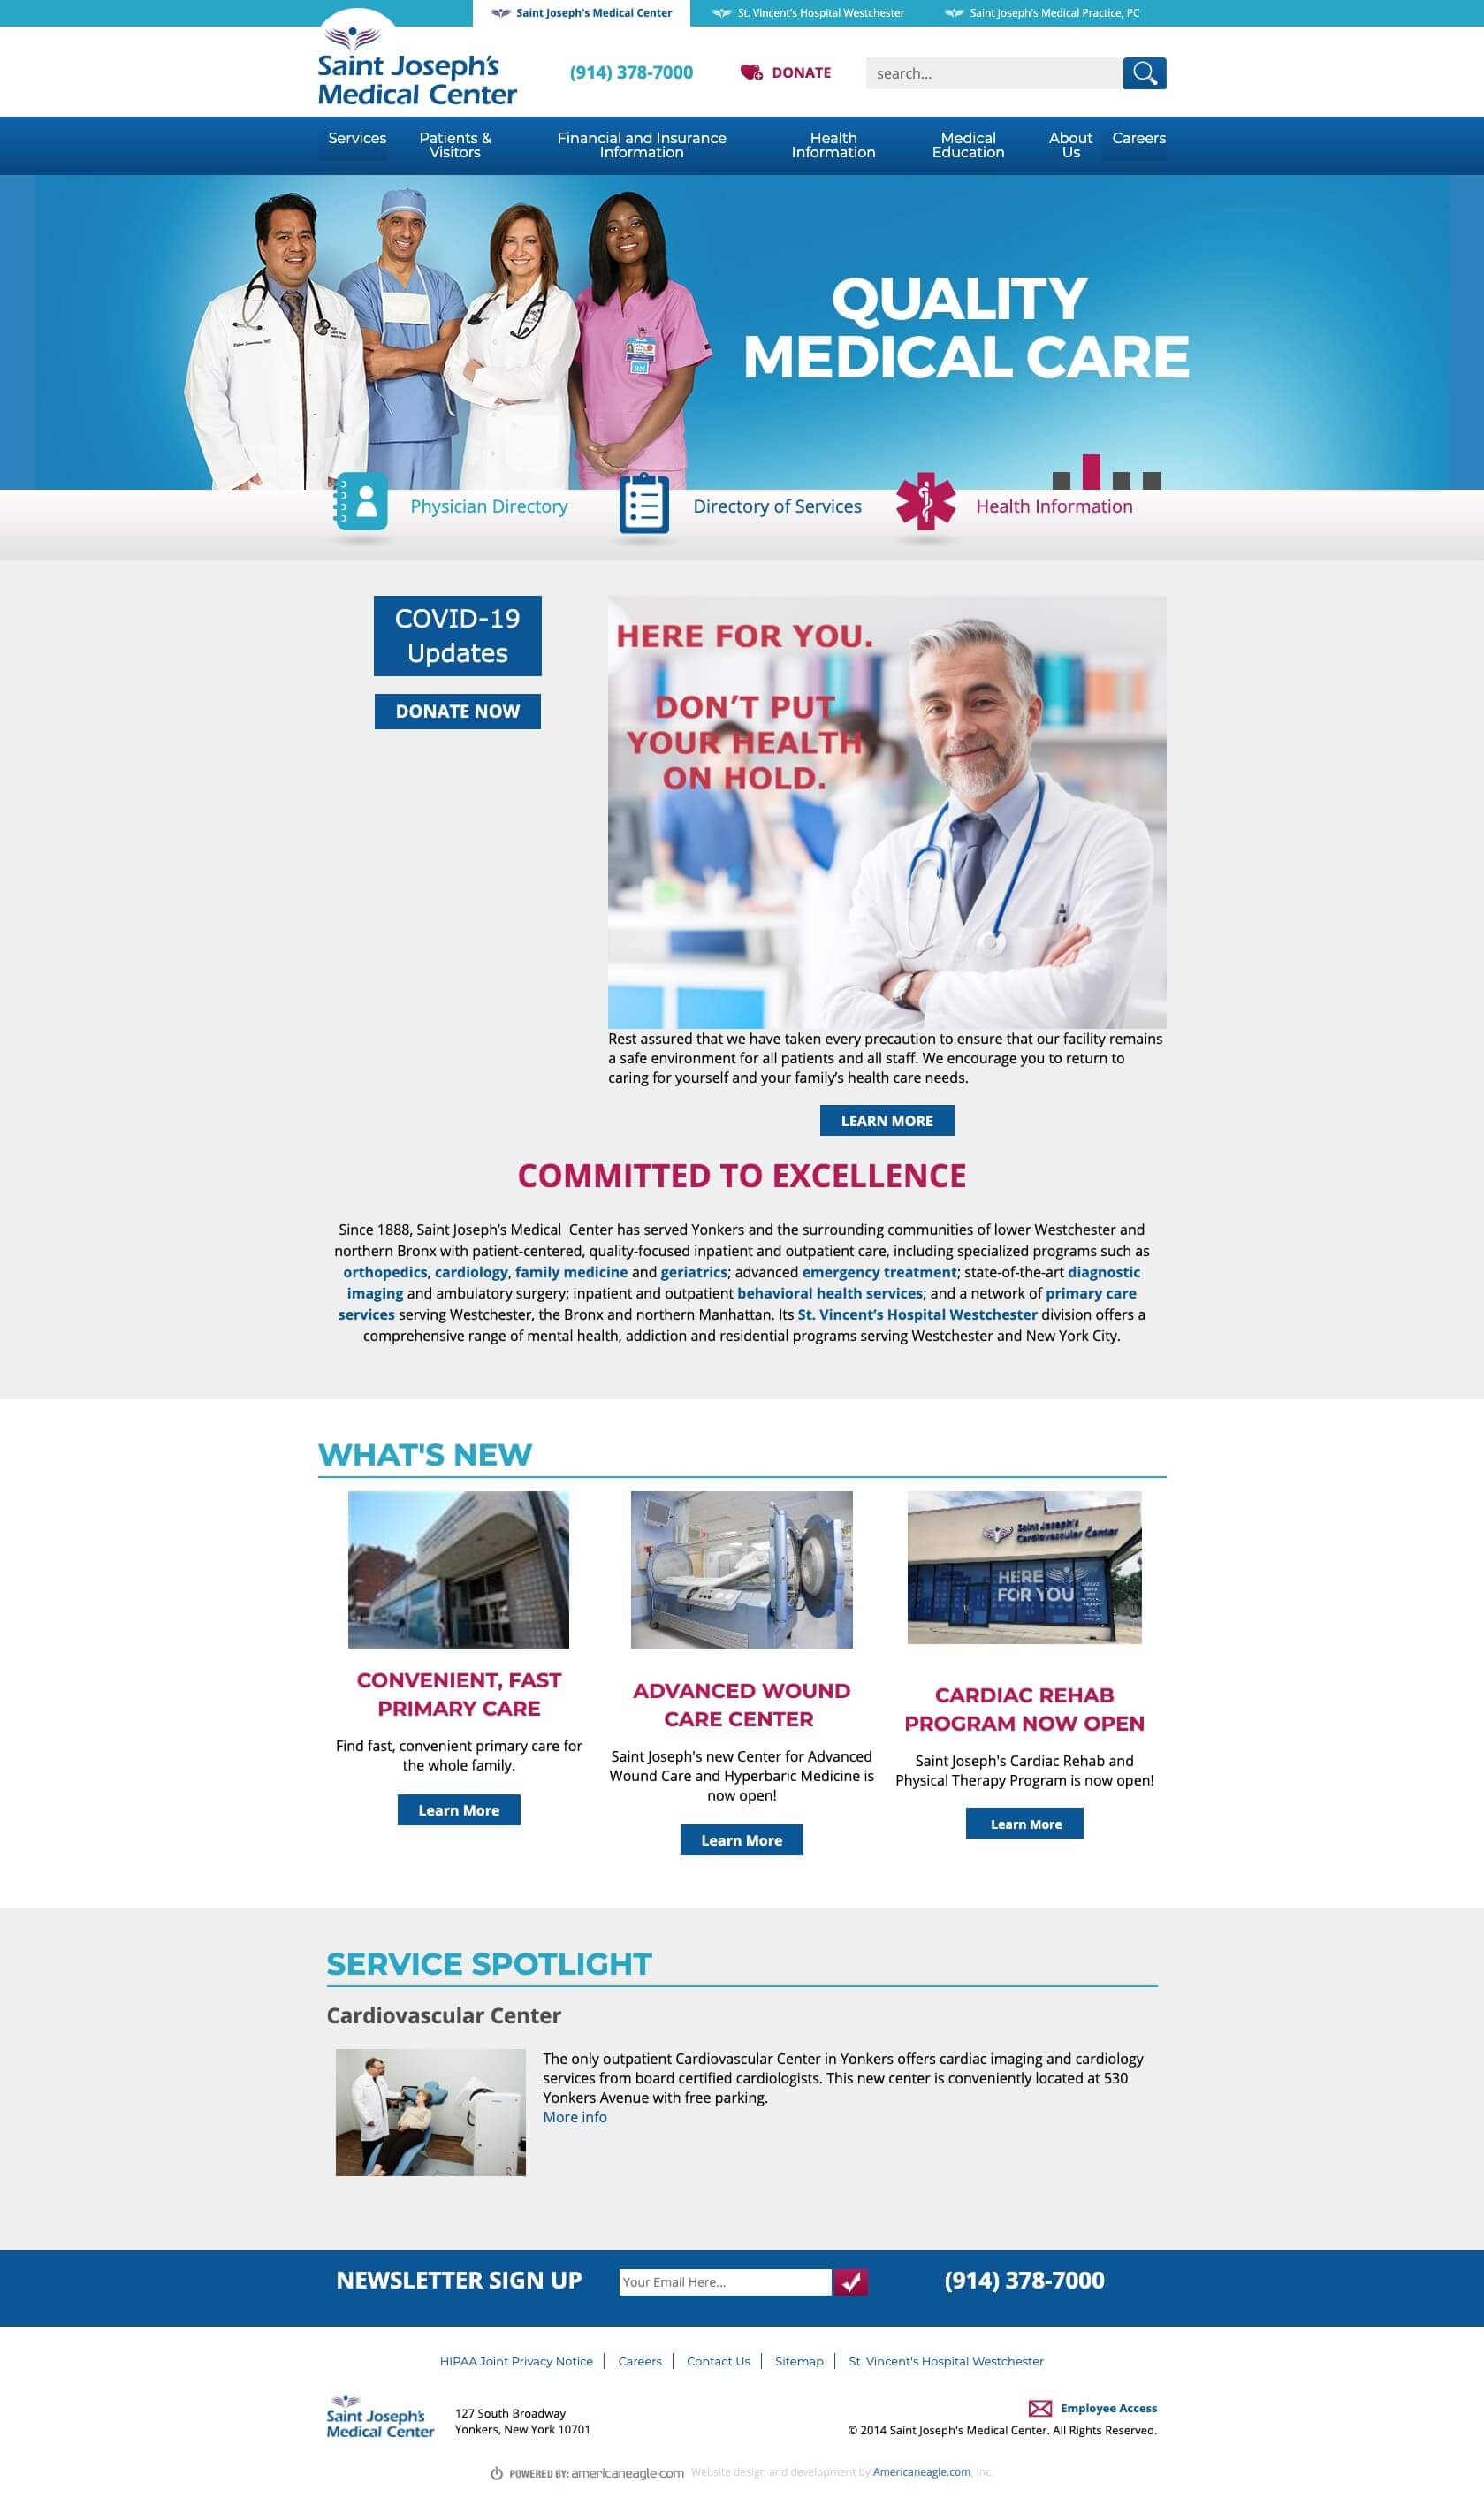 Saint Joseph's Medical Center
St. Vincent's Hospital Westchester
Saint Joseph's Medical Practice, PC
Saint Joseph's
Medical Center
(914) 378-7000
DONATE
search...
Services
Patients &
Visitors
Financial and Insurance
Information
Health
Information
Medical
Education
About
Us
Careers
QUALITY
MEDICAL CARE
RN
Physician Directory
Directory of Services
Health Information
COVID-19
Updates
DONATE NOW
HERE FOR YOU.
DON'T PUT
YOUR HEALTH
ON HOLD.
Rest assured that we have taken every precaution to ensure that our facility remains
a safe environment for all patients and all staff. We encourage you to return to
caring for yourself and your family's health care needs.
LEARN MORE
COMMITTED TO EXCELLENCE
Since 1888, Saint Joseph's Medical  Center has served Yonkers and the surrounding communities of lower Westchester and
northern Bronx with patient-centered, quality-focused inpatient and outpatient care, including specialized programs such as
orthopedics, cardiology, family medicine and geriatrics; advanced emergency treatment; state-of-the-art diagnostic
imaging and ambulatory surgery; inpatient and outpatient behavioral health services; and a network of primary care
services serving Westchester, the Bronx and northern Manhattan. Its St. Vincent's Hospital Westchester division offers a
comprehensive range of mental health, addiction and residential programs serving Westchester and New York City.
WHAT'S NEW
Saint Joseph's
Cardiovascular Center
HERE
FOR YOU
CONVENIENT, FAST
PRIMARY CARE
Find fast, convenient primary care for
the whole family.
Learn More
ADVANCED WOUND
CARE CENTER
Saint Joseph's new Center for Advanced
Wound Care and Hyperbaric Medicine is
now open!
Learn More
CARDIAC REHAB
PROGRAM NOW OPEN
Saint Joseph's Cardiac Rehab and
Physical Therapy Program is now open!
Learn More
SERVICE SPOTLIGHT
Cardiovascular Center
The only outpatient Cardiovascular Center in Yonkers offers cardiac imaging and cardiology
services from board certified cardiologists. This new center is conveniently located at 530
Yonkers Avenue with free parking.
More info
NEWSLETTER SIGN UP
Your Email Here...
(914) 378-7000
HIPAA Joint Privacy Notice
Careers
Contact Us
Sitemap
St. Vincent's Hospital Westchester
Saint Joseph's
Medical Center
127 South Broadway
Yonkers, New York 10701
Employee Access
© 2014 Saint Joseph's Medical Center. All Rights Reserved.
POWERED BY: americaneagle.com
Website design and development by Americaneagle.com, Inc.